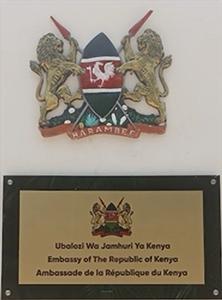 HARAMBEE
Ubalozi Wa Jamhuri Ya Kenya
Embassy of The Republic of Kenya
Ambassade de la République du Kenya